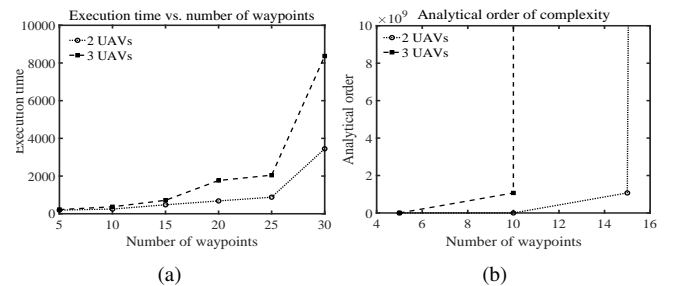 Execution time vs. number of waypoints
2 UAVs
3 UAVs
Execution time
10000
8000
6000
4000
2000
0
5 10 15 20 25 30
Number of waypoints
(a)
×10^9 Analytical order of complexity
2 UAVs
3 UAVs
Analytical order
10
8
6
4
2
0
4 6 8 10 12 14 16
Number of waypoints
(b)